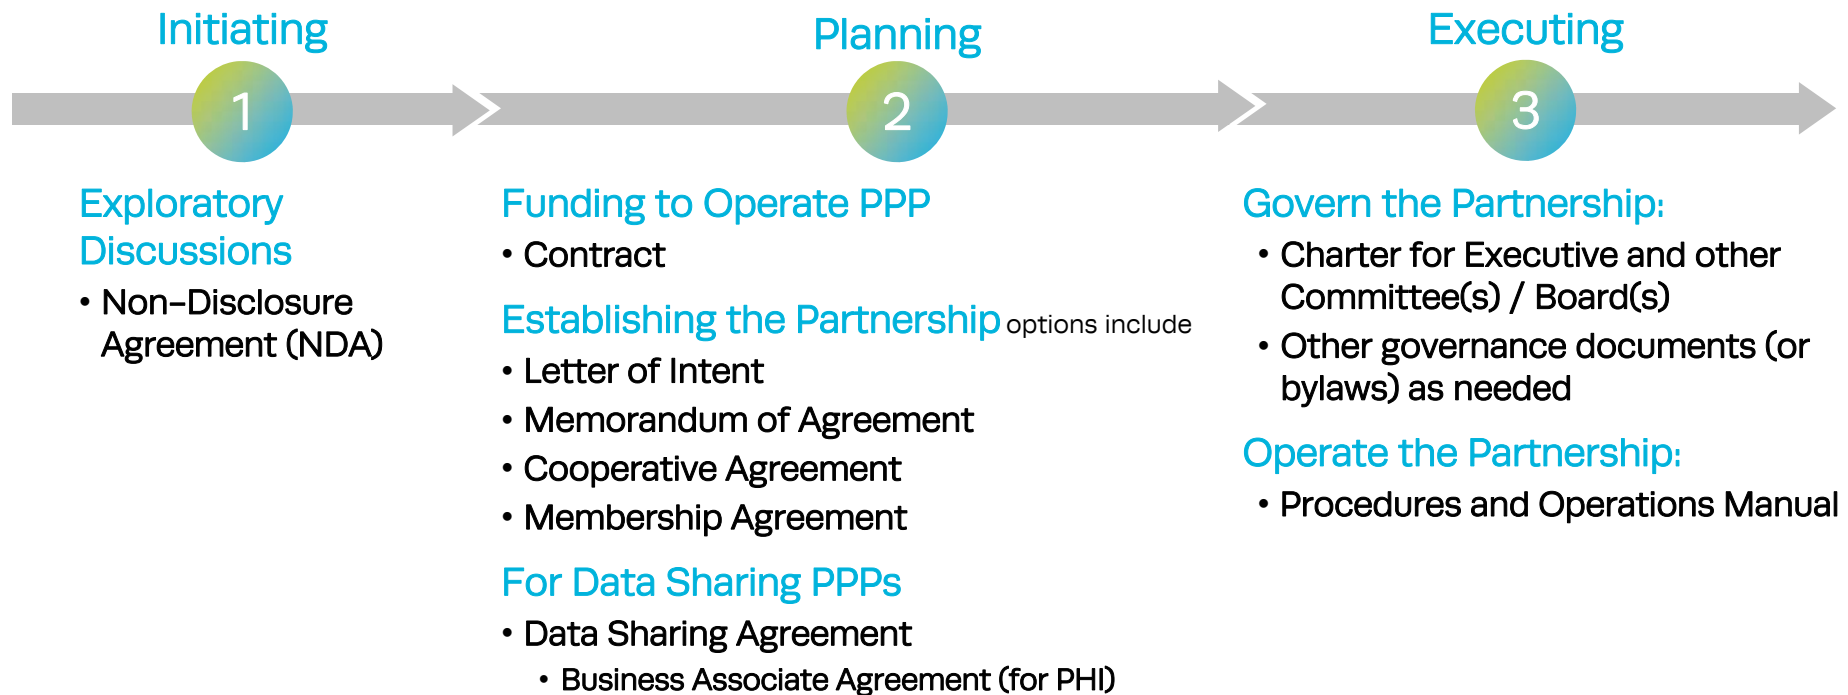 Initiating
1
Exploratory
Discussions
• Non-Disclosure
Agreement (NDA)
Planning
2
Funding to Operate PPP
• Contract
Establishing the Partnership options include
• Letter of Intent
• Memorandum of Agreement
• Cooperative Agreement
• Membership Agreement
For Data Sharing PPPs
• Data Sharing Agreement
• Business Associate Agreement (for PHI)
Executing
3
Govern the Partnership:
• Charter for Executive and other
Committee(s) / Board(s)
• Other governance documents (or
bylaws) as needed
Operate the Partnership:
• Procedures and Operations Manual